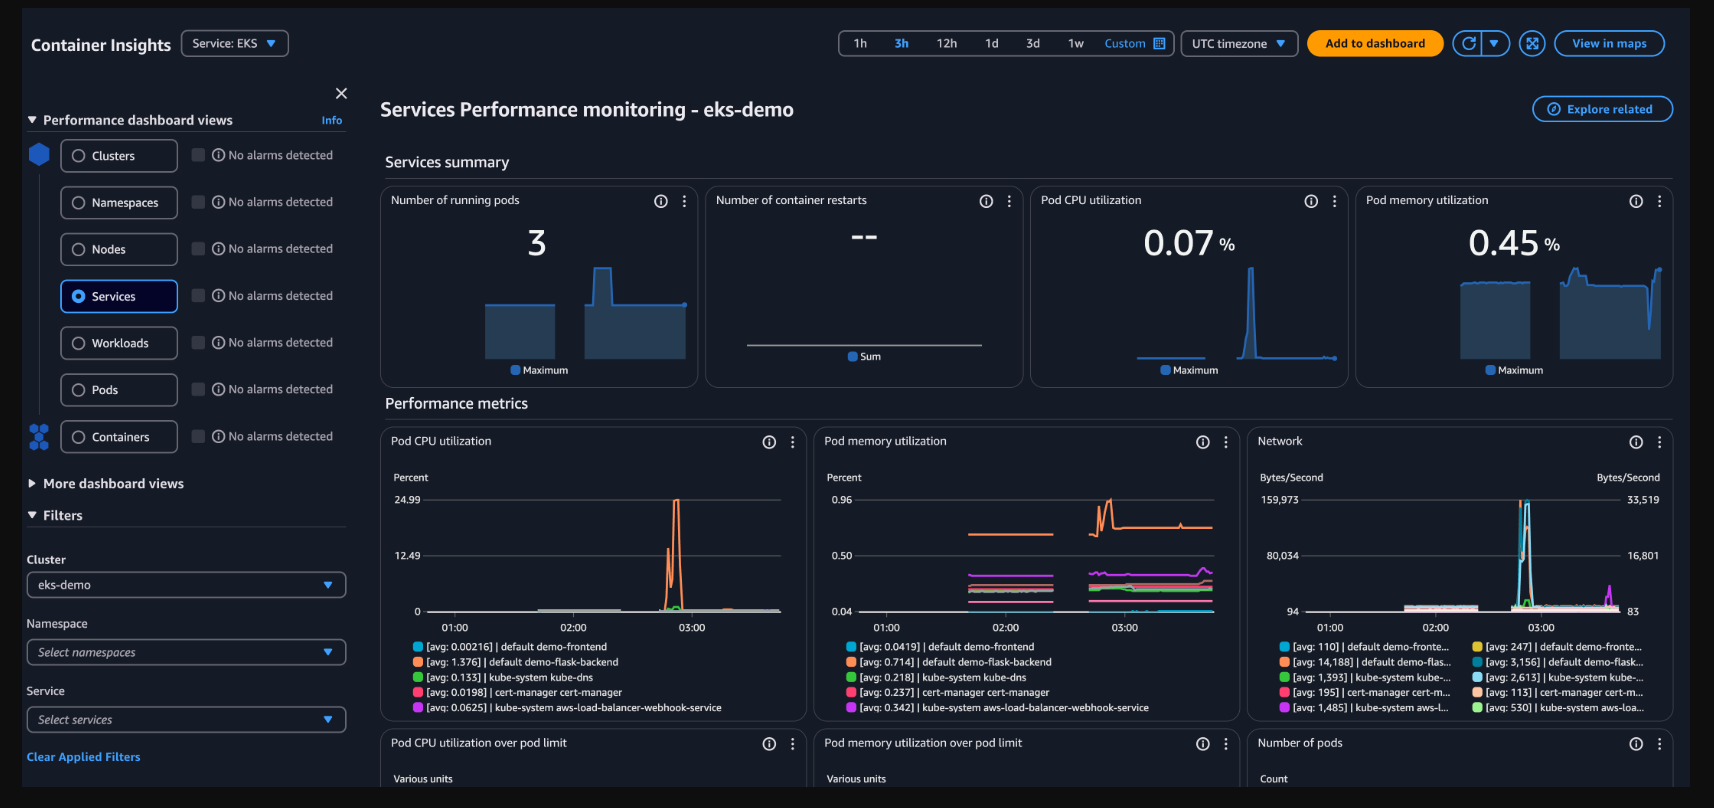 Container Insights
Service: EKS
1h 3h 12h 1d 3d 1w Custom
UTC timezone
Add to dashboard
View in maps
Performance dashboard views
Info
Clusters
No alarms detected
Namespaces
No alarms detected
Nodes
No alarms detected
Services
No alarms detected
Workloads
No alarms detected
Pods
No alarms detected
Containers
No alarms detected
More dashboard views
Filters
Cluster
eks-demo
Namespace
Select namespaces
Service
Select services
Clear Applied Filters
Services Performance monitoring - eks-demo
Explore related
Services summary
Number of running pods
3
Maximum
Number of container restarts
--
Sum
Pod CPU utilization
0.07 %
Maximum
Pod memory utilization
0.45 %
Maximum
Performance metrics
Pod CPU utilization
Percent
24.99
12.49
0
01:00 02:00 03:00
[avg: 0.00216] | default demo-frontend
[avg: 1.376] | default demo-flask-backend
[avg: 0.133] | kube-system kube-dns
[avg: 0.0198] | cert-manager cert-manager
[avg: 0.0625] | kube-system aws-load-balancer-webhook-service
Pod memory utilization
Percent
0.96
0.50
0.04
01:00 02:00 03:00
[avg: 0.0419] | default demo-frontend
[avg: 0.714] | default demo-flask-backend
[avg: 0.218] | kube-system kube-dns
[avg: 0.237] | cert-manager cert-manager
[avg: 0.342] | kube-system aws-load-balancer-webhook-service
Network
Bytes/Second Bytes/Second
159,973 33,519
80,034 16,801
94 83
01:00 02:00 03:00
[avg: 110] | default demo-fronte... [avg: 247] | default demo-fronte...
[avg: 14,188] | default demo-flas... [avg: 3,156] | default demo-flask...
[avg: 1,393] | kube-system kube-... [avg: 2,613] | kube-system kube-...
[avg: 195] | cert-manager cert-m... [avg: 113] | cert-manager cert-m...
[avg: 1,485] | kube-system aws-l... [avg: 530] | kube-system aws-loa...
Pod CPU utilization over pod limit
Various units
Pod memory utilization over pod limit
Various units
Number of pods
Count